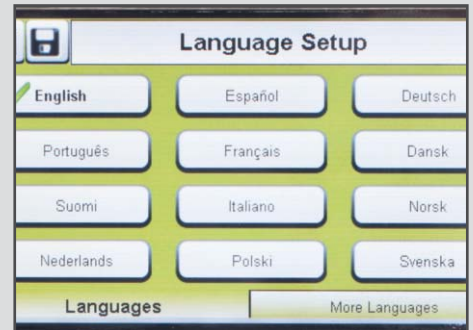 Language Setup
English Español Deutsch
Português Français Dansk
Suomi Italiano Norsk
Nederlands Polski Svenska
Languages More Languages